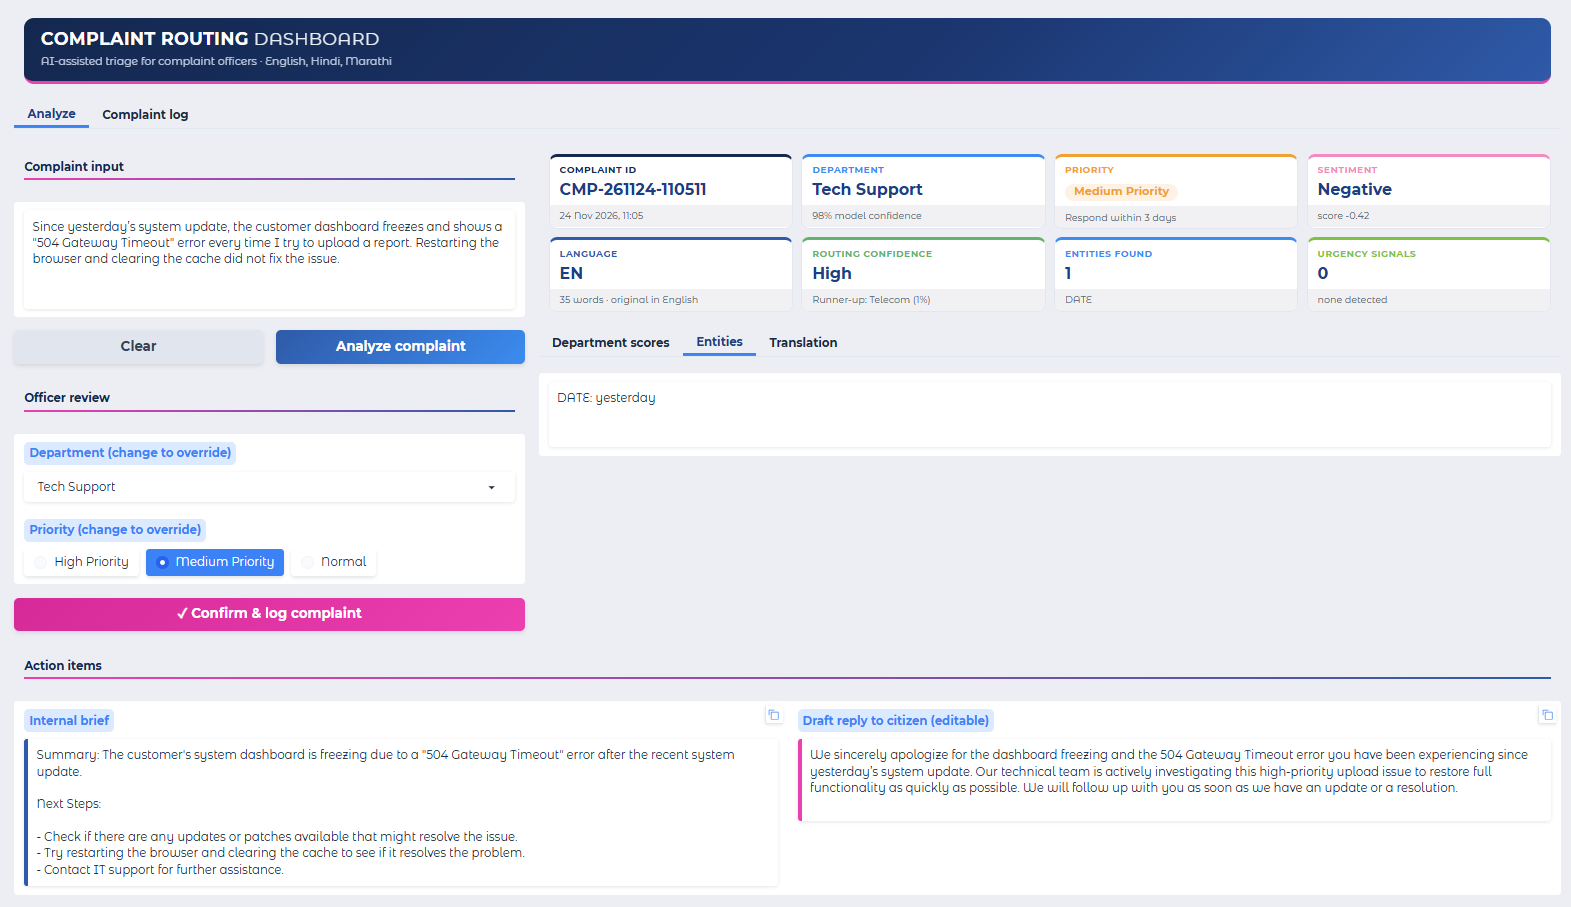 COMPLAINT ROUTING DASHBOARD
AI-assisted triage for complaint officers · English, Hindi, Marathi
Analyze
Complaint log
Complaint input
Since yesterday's system update, the customer dashboard freezes and shows a
"504 Gateway Timeout" error every time I try to upload a report. Restarting the
browser and clearing the cache did not fix the issue.
Clear
Analyze complaint
Officer review
Department (change to override)
Tech Support
Priority (change to override)
High Priority
Medium Priority
Normal
✓ Confirm & log complaint
COMPLAINT ID
CMP-261124-110511
24 Nov 2026, 11:05
DEPARTMENT
Tech Support
98% model confidence
PRIORITY
Medium Priority
Respond within 3 days
SENTIMENT
Negative
score -0.42
LANGUAGE
EN
35 words · original in English
ROUTING CONFIDENCE
High
Runner-up: Telecom (1%)
ENTITIES FOUND
1
DATE
URGENCY SIGNALS
0
none detected
Department scores
Entities
Translation
DATE: yesterday
Action items
Internal brief
Summary: The customer's system dashboard is freezing due to a "504 Gateway Timeout" error after the recent system
update.
Next Steps:
- Check if there are any updates or patches available that might resolve the issue.
- Try restarting the browser and clearing the cache to see if it resolves the problem.
- Contact IT support for further assistance.
Draft reply to citizen (editable)
We sincerely apologize for the dashboard freezing and the 504 Gateway Timeout error you have been experiencing since
yesterday's system update. Our technical team is actively investigating this high-priority upload issue to restore full
functionality as quickly as possible. We will follow up with you as soon as we have an update or a resolution.